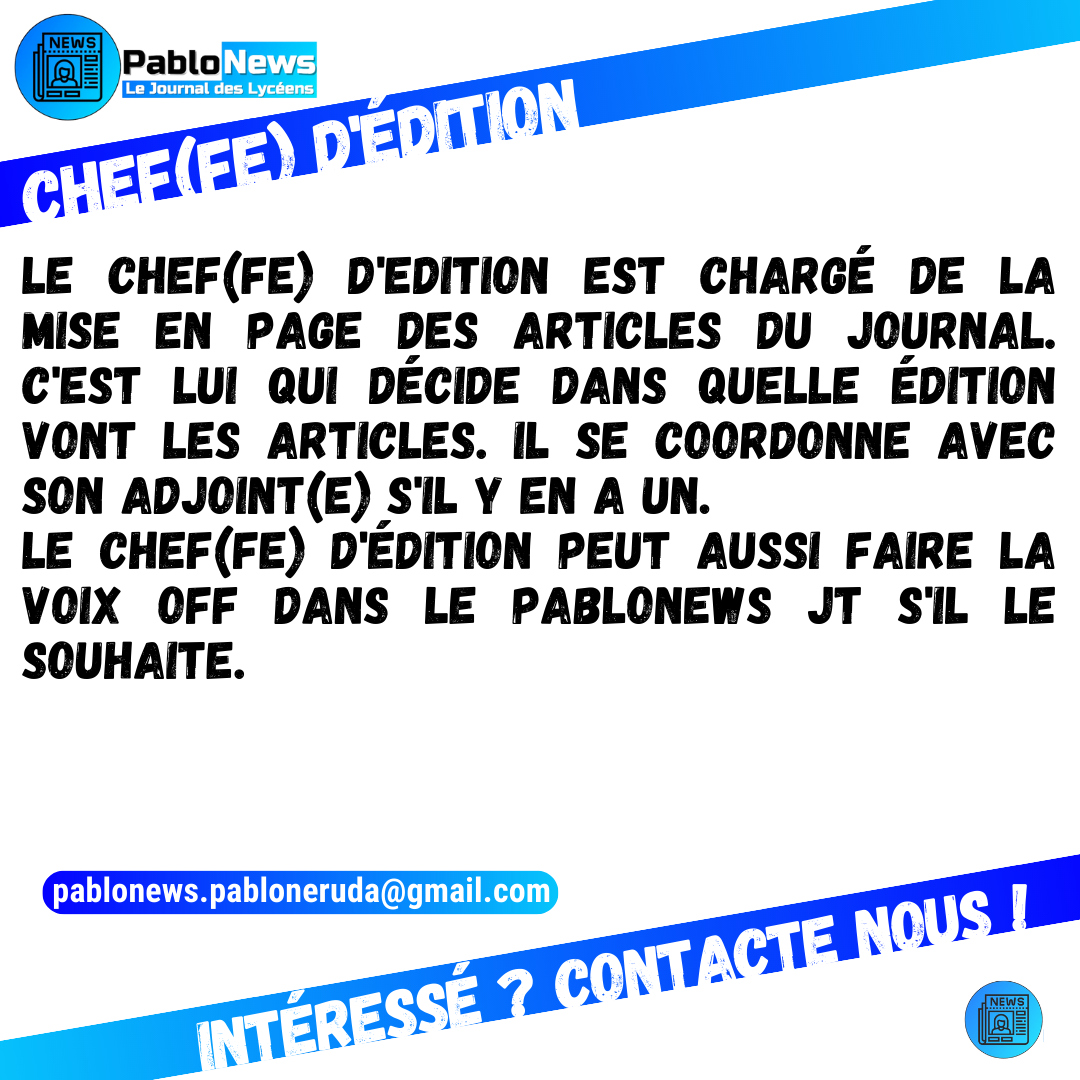 NEWS
PabloNews
Le Journal des Lycéens
CHEF(FE) D'ÉDITION
LE CHEF(FE) D'EDITION EST CHARGÉ DE LA
MISE EN PAGE DES ARTICLES DU JOURNAL.
C'EST LUI QUI DÉCIDE DANS QUELLE ÉDITION
VONT LES ARTICLES. IL SE COORDONNE AVEC
SON ADJOINT(E) S'IL Y EN A UN.
LE CHEF(FE) D'ÉDITION PEUT AUSSI FAIRE LA
VOIX OFF DANS LE PABLONEWS JT S'IL LE
SOUHAITE.
pablonews.pabloneruda@gmail.com
INTÉRESSÉ ? CONTACTE NOUS !
NEWS